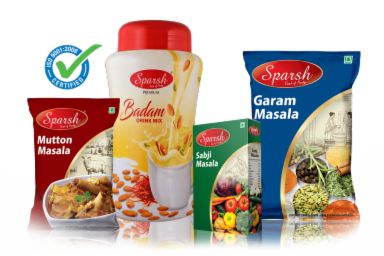 ISO 9001:2008
CERTIFIED
Sparsh
Mutton
Masala
Sparsh
PREMIUM
Badam
DRINK MIX
Sparsh
Sabji
Masala
Sparsh
Garam
Masala